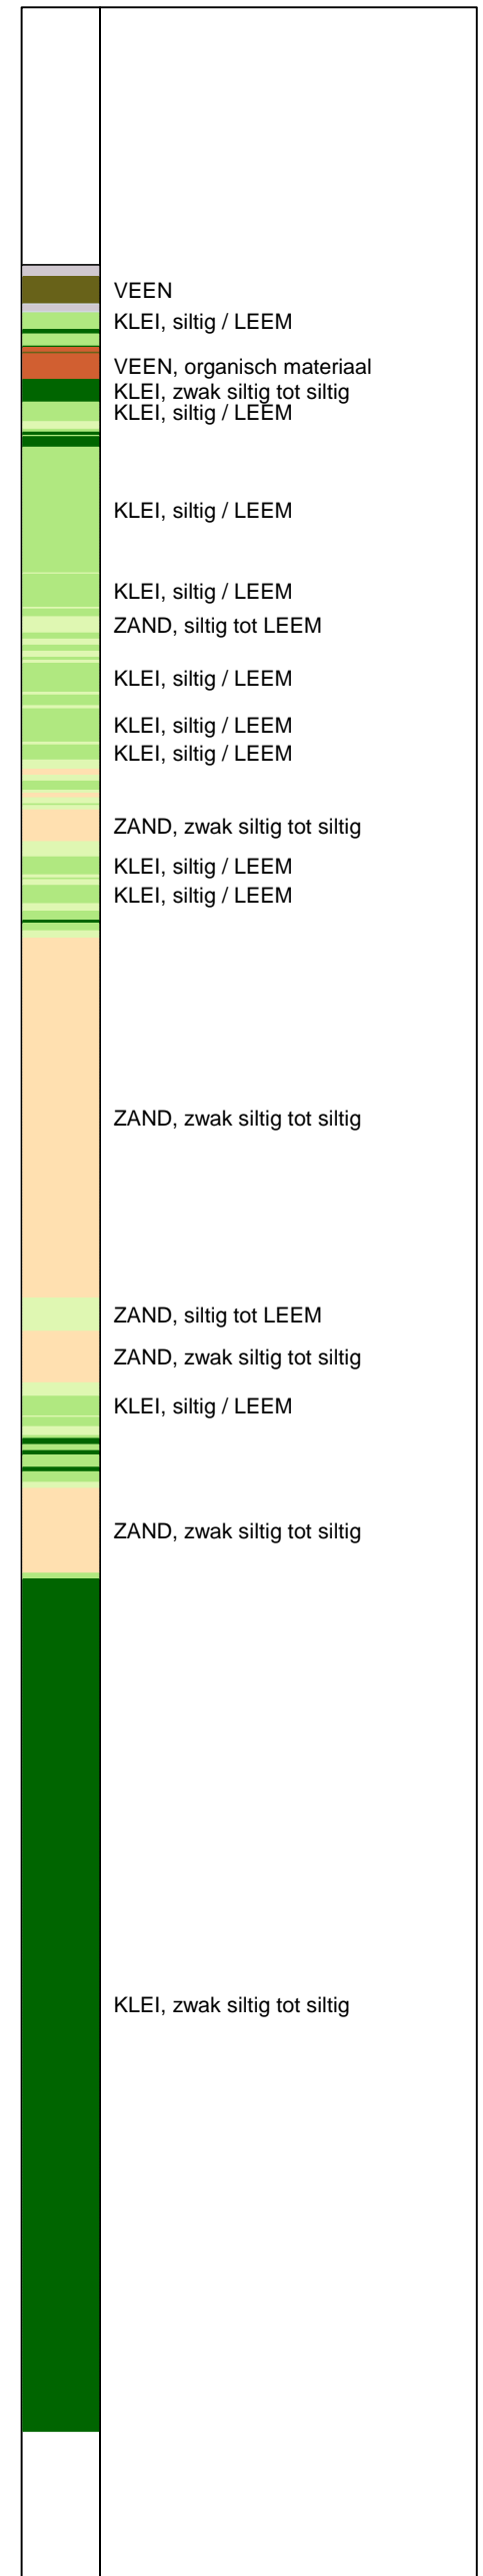 VEEN
KLEI, siltig / LEEM
VEEN, organisch materiaal
KLEI, zwak siltig tot siltig
KLEI, siltig / LEEM
KLEI, siltig / LEEM
KLEI, siltig / LEEM
ZAND, siltig tot LEEM
KLEI, siltig / LEEM
KLEI, siltig / LEEM
KLEI, siltig / LEEM
ZAND, zwak siltig tot siltig
KLEI, siltig / LEEM
KLEI, siltig / LEEM
ZAND, zwak siltig tot siltig
ZAND, siltig tot LEEM
ZAND, zwak siltig tot siltig
KLEI, siltig / LEEM
ZAND, zwak siltig tot siltig
KLEI, zwak siltig tot siltig